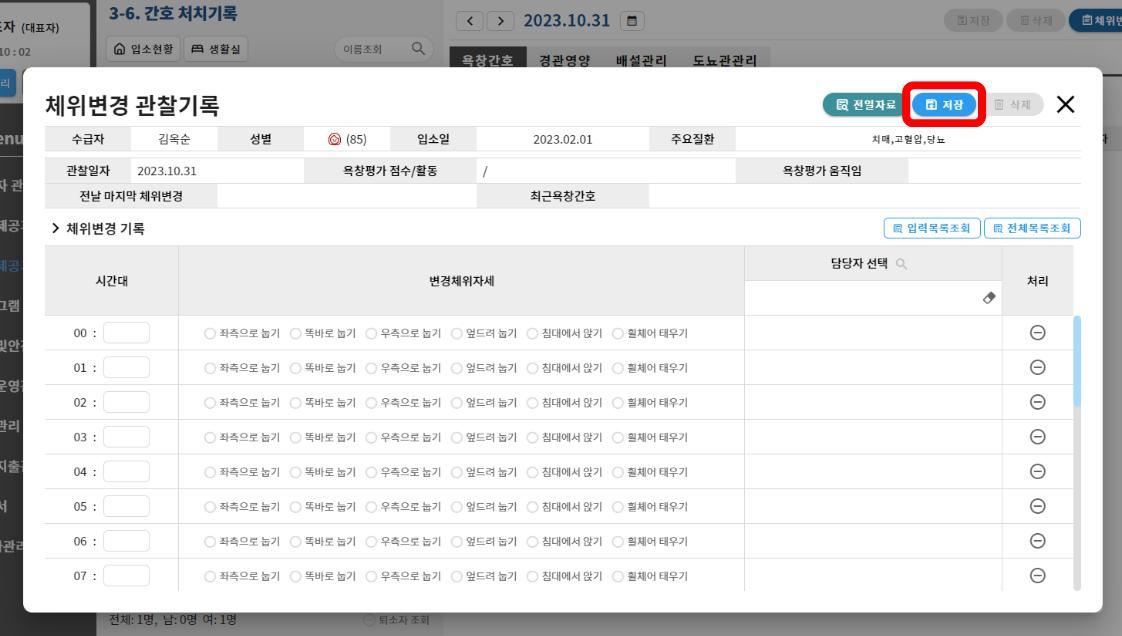 3-6. 간호 처치기록
표자 (대표자)
10 : 02
입소현황
생활실
이름조회
2023.10.31
저장
삭제
체위변
욕창간호
경관영양
배설관리
도뇨관관리
체위변경 관찰기록
전일자료
저장
삭제
수급자
김옥순
성별
(85)
입소일
2023.02.01
주요질환
치매,고혈압,당뇨
관찰일자
2023.10.31
욕창평가 점수/활동
/
욕창평가 움직임
전날 마지막 체위변경
최근욕창간호
체위변경 기록
입력목록조회
전체목록조회
시간대
변경체위자세
담당자 선택
처리
00 :
좌측으로 눕기 똑바로 눕기 우측으로 눕기 엎드려 눕기 침대에서 앉기 휠체어 태우기
01 :
좌측으로 눕기 똑바로 눕기 우측으로 눕기 엎드려 눕기 침대에서 앉기 휠체어 태우기
02 :
좌측으로 눕기 똑바로 눕기 우측으로 눕기 엎드려 눕기 침대에서 앉기 휠체어 태우기
03 :
좌측으로 눕기 똑바로 눕기 우측으로 눕기 엎드려 눕기 침대에서 앉기 휠체어 태우기
04 :
좌측으로 눕기 똑바로 눕기 우측으로 눕기 엎드려 눕기 침대에서 앉기 휠체어 태우기
05 :
좌측으로 눕기 똑바로 눕기 우측으로 눕기 엎드려 눕기 침대에서 앉기 휠체어 태우기
06 :
좌측으로 눕기 똑바로 눕기 우측으로 눕기 엎드려 눕기 침대에서 앉기 휠체어 태우기
07 :
좌측으로 눕기 똑바로 눕기 우측으로 눕기 엎드려 눕기 침대에서 앉기 휠체어 태우기
전체: 1명, 남: 0명 여: 1명
퇴소자 조회